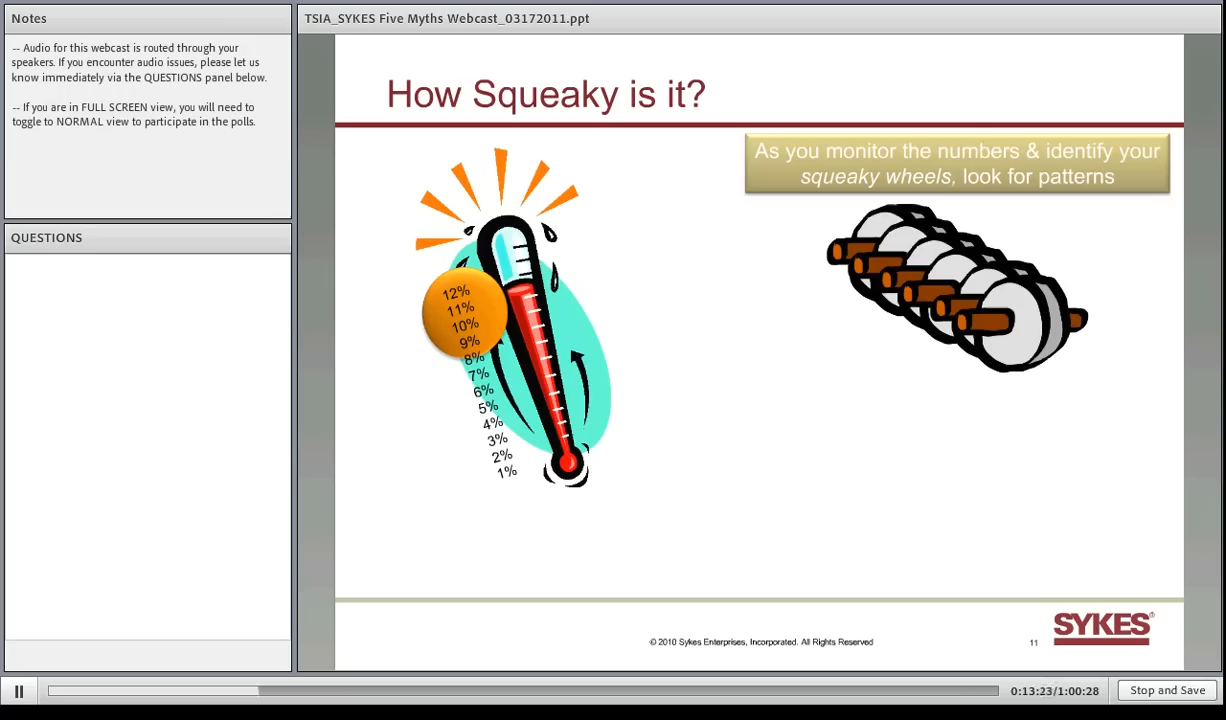 Notes
-- Audio for this webcast is routed through your
speakers. If you encounter audio issues, please let us
know immediately via the QUESTIONS panel below.
-- If you are in FULL SCREEN view, you will need to
toggle to NORMAL view to participate in the polls.
QUESTIONS
TSIA_SYKES Five Myths Webcast_03172011.ppt
How Squeaky is it?
As you monitor the numbers & identify your
squeaky wheels, look for patterns
12%
11%
10%
9%
8%
7%
6%
5%
4%
3%
2%
1%
© 2010 Sykes Enterprises, Incorporated. All Rights Reserved
11
SYKES®
0:13:23/1:00:28
Stop and Save